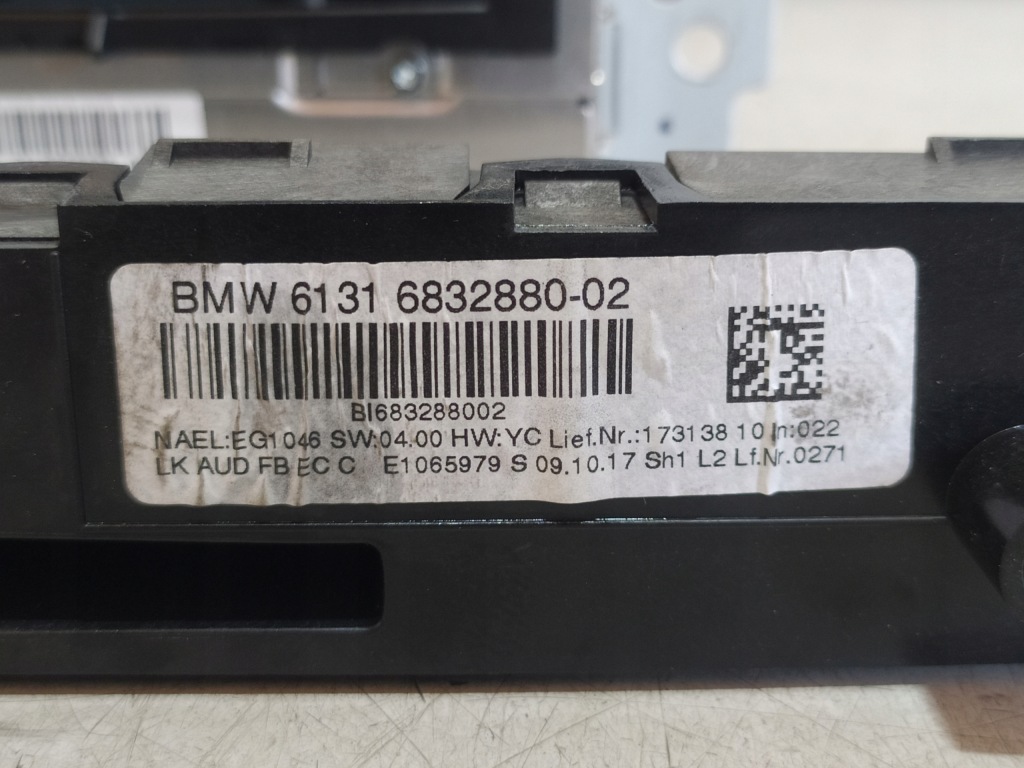 BMW 6131 6832880-02
BI683288002
NAEL:EG1046 SW:04.00 HW:YC Lief.Nr.:173138 10 In:022
LK AUD FB EC C E1065979 S 09.10.17 Sh1 L2 Lf.Nr.0271